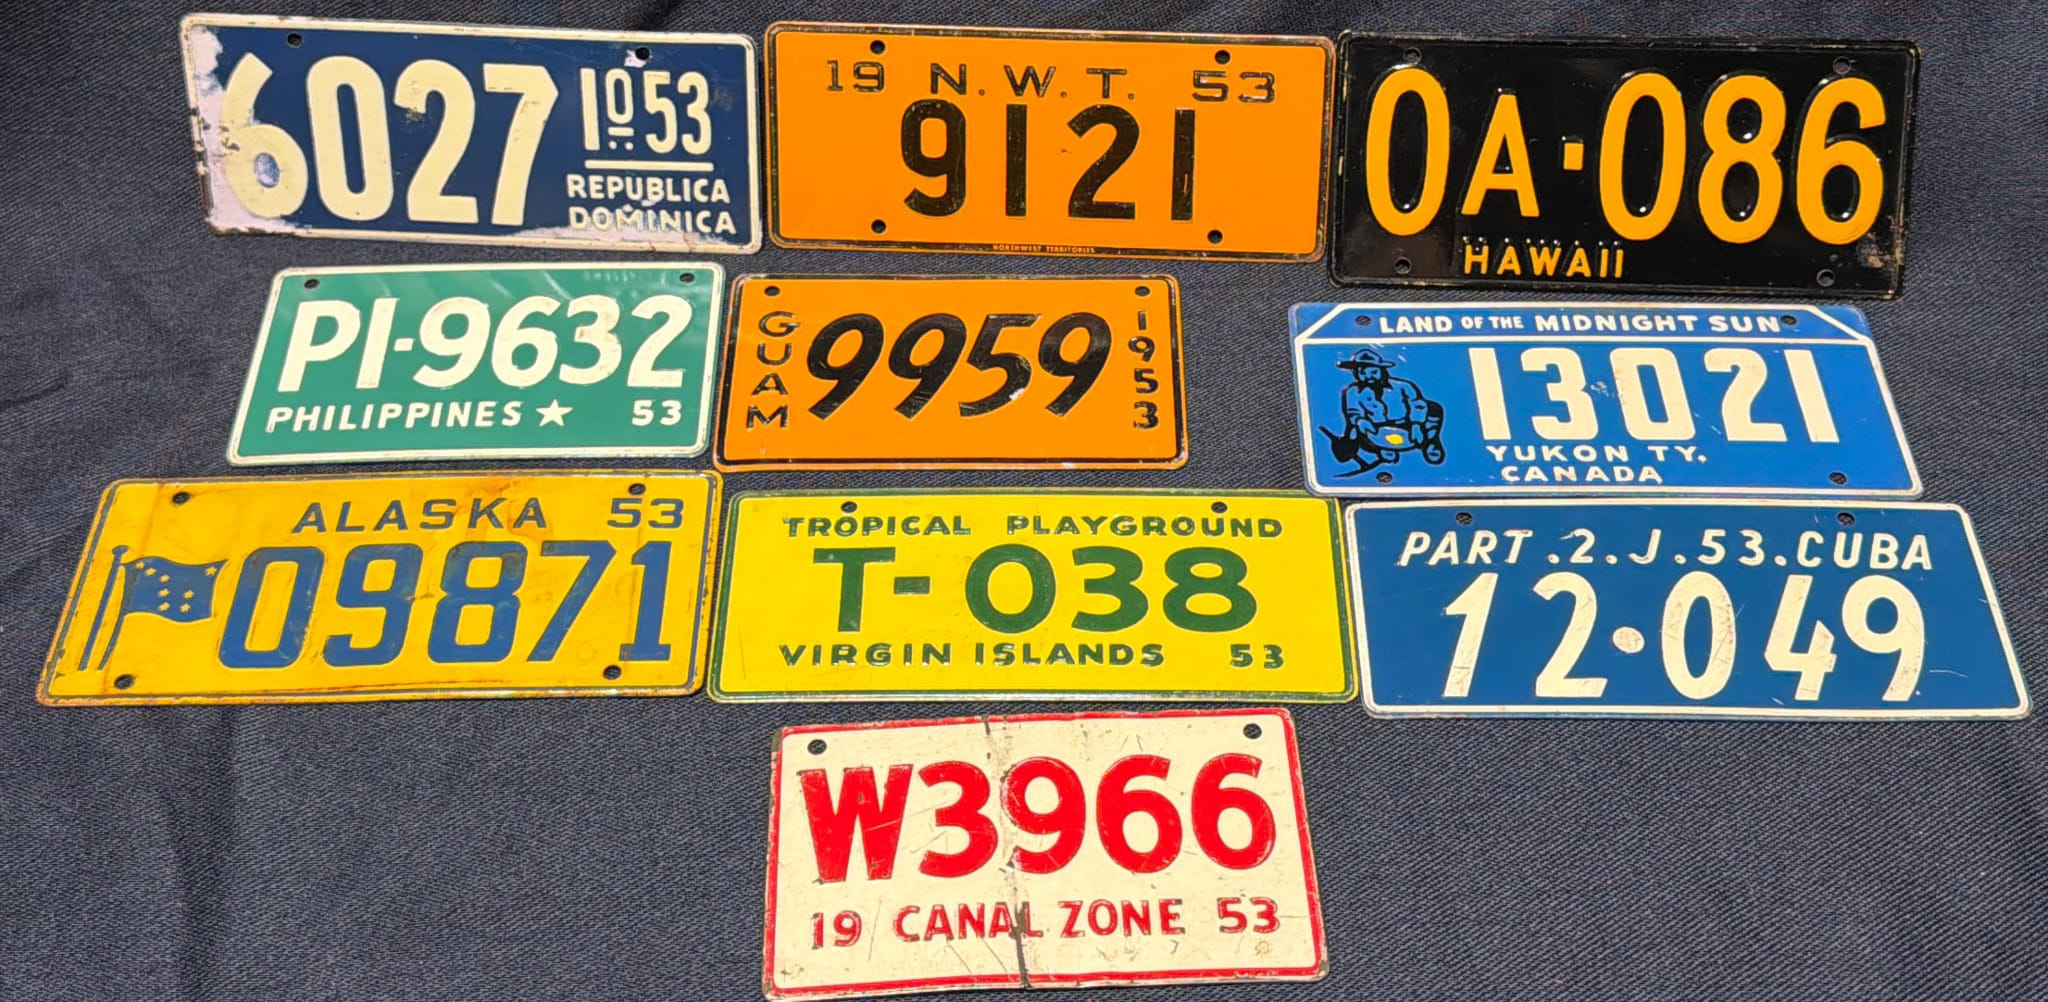 6027 1º 53
REPUBLICA
DOMINICA
19 N.W.T. 53
9121
NORTHWEST TERRITORIES
0A-086
HAWAII
PI-9632
PHILIPPINES ★ 53
GUAM 9959 1953
LAND OF THE MIDNIGHT SUN
13021
YUKON TY.
CANADA
ALASKA 53
09871
TROPICAL PLAYGROUND
T-038
VIRGIN ISLANDS 53
PART.2.J.53.CUBA
12·049
W3966
19 CANAL ZONE 53